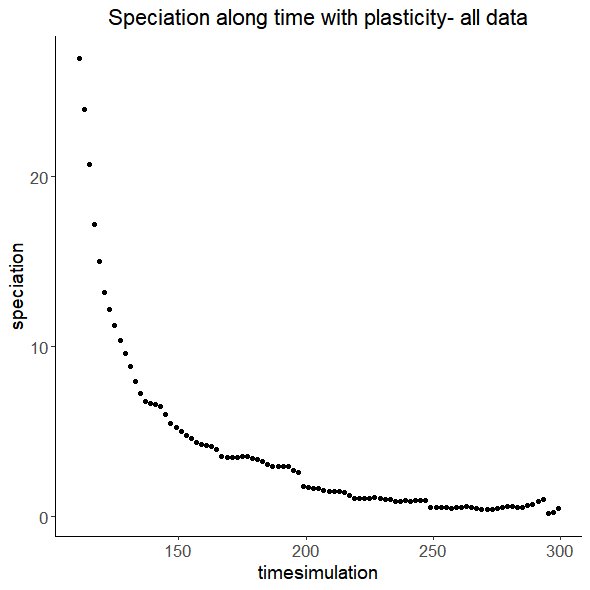 Speciation along time with plasticity- all data
speciation
20
10
0
150 200 250 300
timesimulation